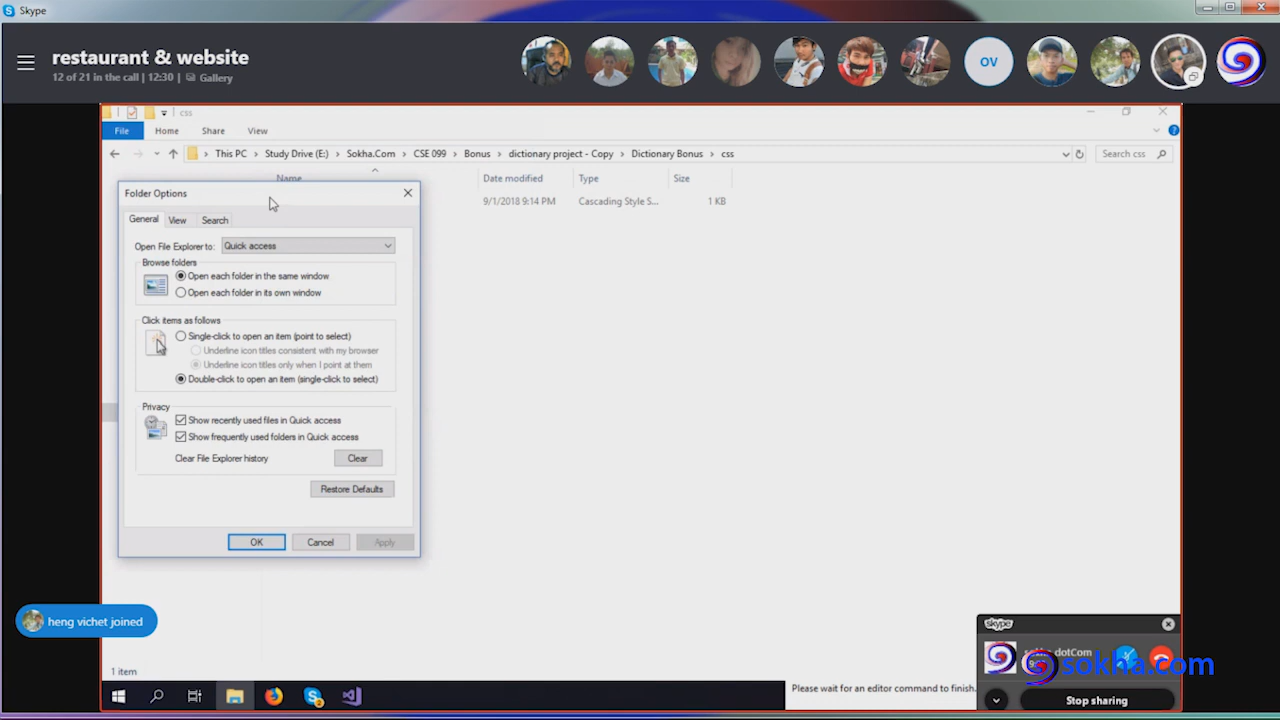 Skype
restaurant & website
12 of 21 in the call | 12:30 | Gallery
OV
css
File Home Share View
This PC Study Drive (E:) Sokha.Com CSE 099 Bonus dictionary project - Copy Dictionary Bonus css
Search css
Name Date modified Type Size
9/1/2018 9:14 PM Cascading Style S... 1 KB
Folder Options
General View Search
Open File Explorer to: Quick access
Browse folders
Open each folder in the same window
Open each folder in its own window
Click items as follows
Single-click to open an item (point to select)
Underline icon titles consistent with my browser
Underline icon titles only when I point at them
Double-click to open an item (single-click to select)
Privacy
Show recently used files in Quick access
Show frequently used folders in Quick access
Clear File Explorer history Clear
Restore Defaults
OK Cancel Apply
heng vichet joined
1 item
skype
sokha dotCom
sokha.com
Please wait for an editor command to finish.
Stop sharing